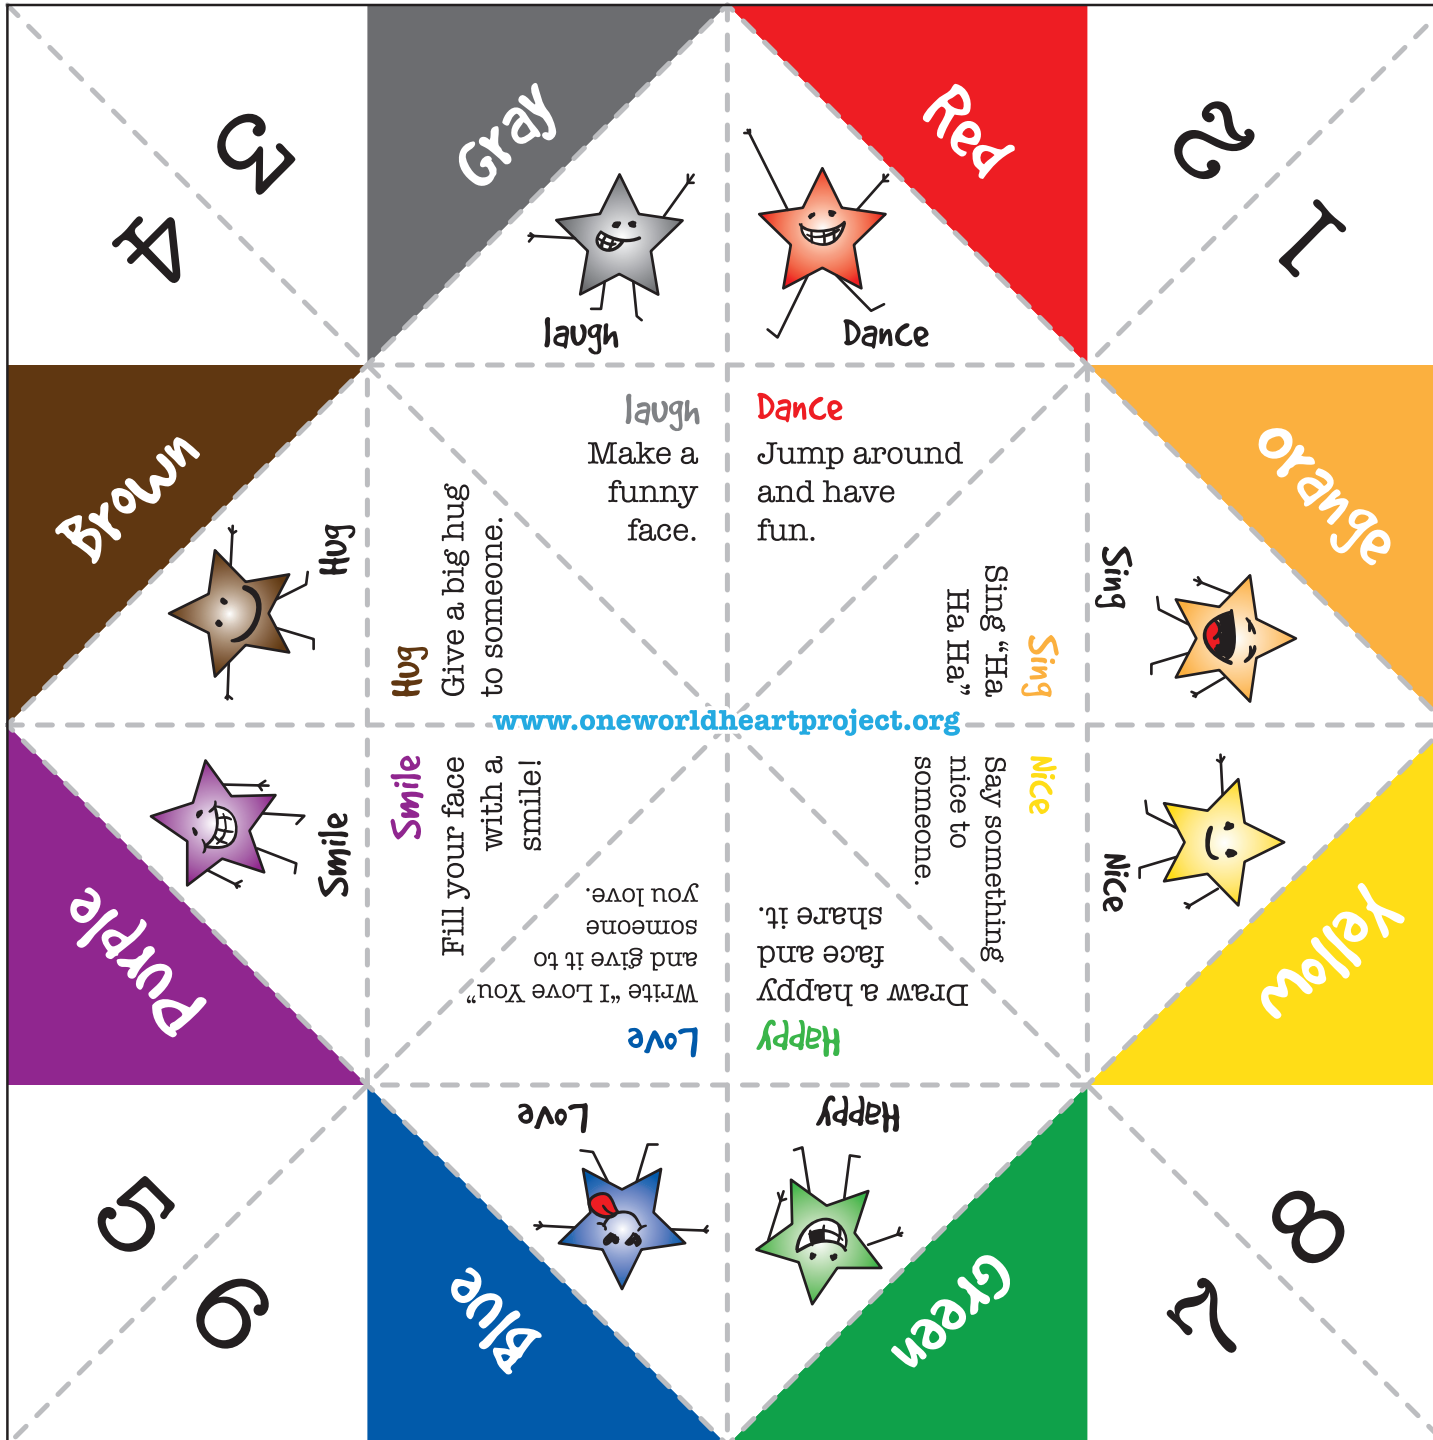 3
4
Gray
Red
2
1
laugh
Dance
Brown
Hug
laugh
Make a
funny
face.
Dance
Jump around
and have
fun.
orange
Sing
Hug
Give a big hug
to someone.
Sing
Sing “Ha
Ha Ha”
www.oneworldheartproject.org
Purple
Smile
Smile
Fill your face
with a
smile!
Nice
Say something
nice to
someone.
Nice
Yellow
Love
Write “I Love You”
and give it to
someone
you love.
Happy
Draw a happy
face and
share it.
Love
Happy
5
6
Blue
Green
8
7